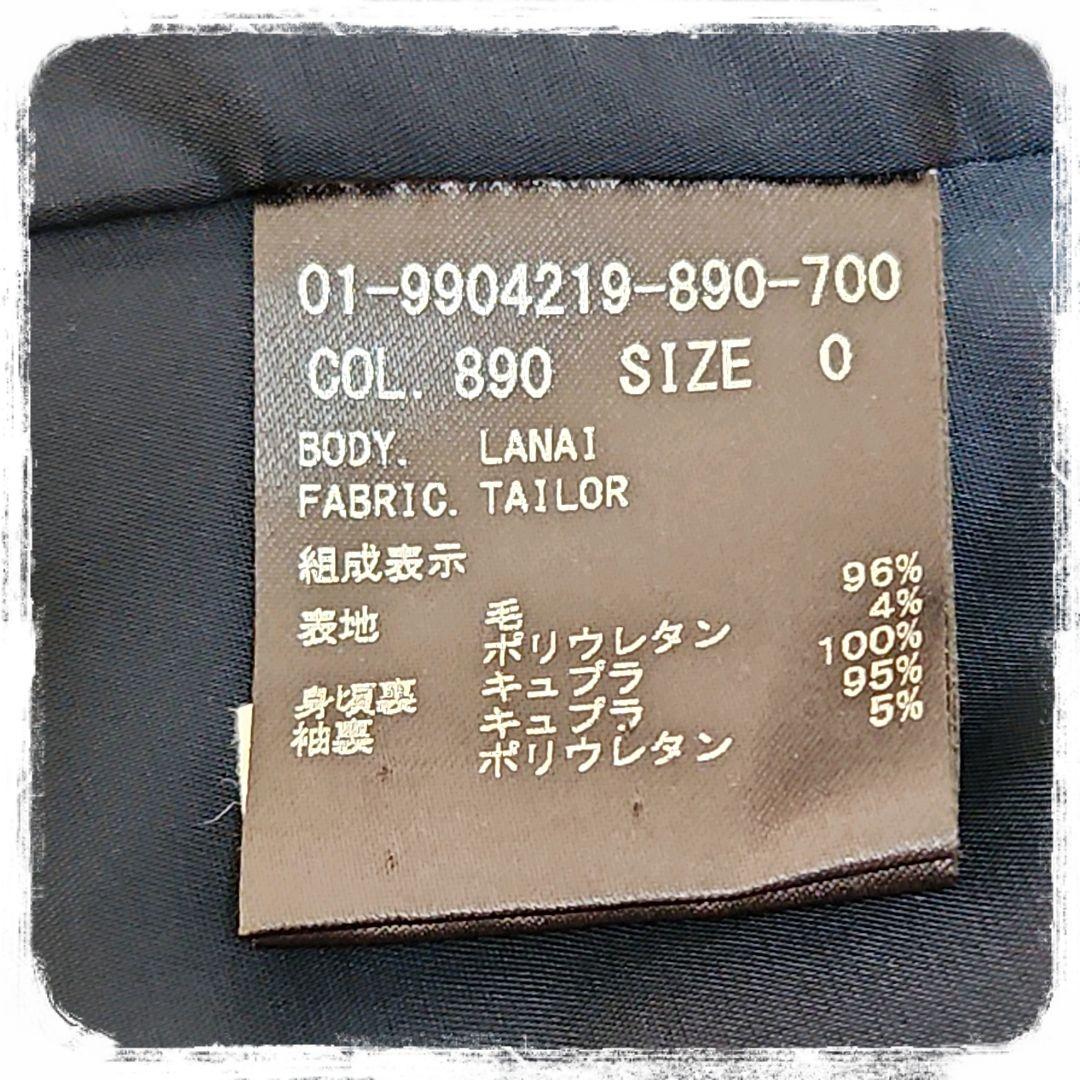 01-9904219-890-700
COL. 890 SIZE 0
BODY. LANAI
FABRIC. TAILOR
組成表示
表地 毛 96%
ポリウレタン 4%
身頃裏 キュプラ 100%
袖裏 キュプラ 95%
ポリウレタン 5%